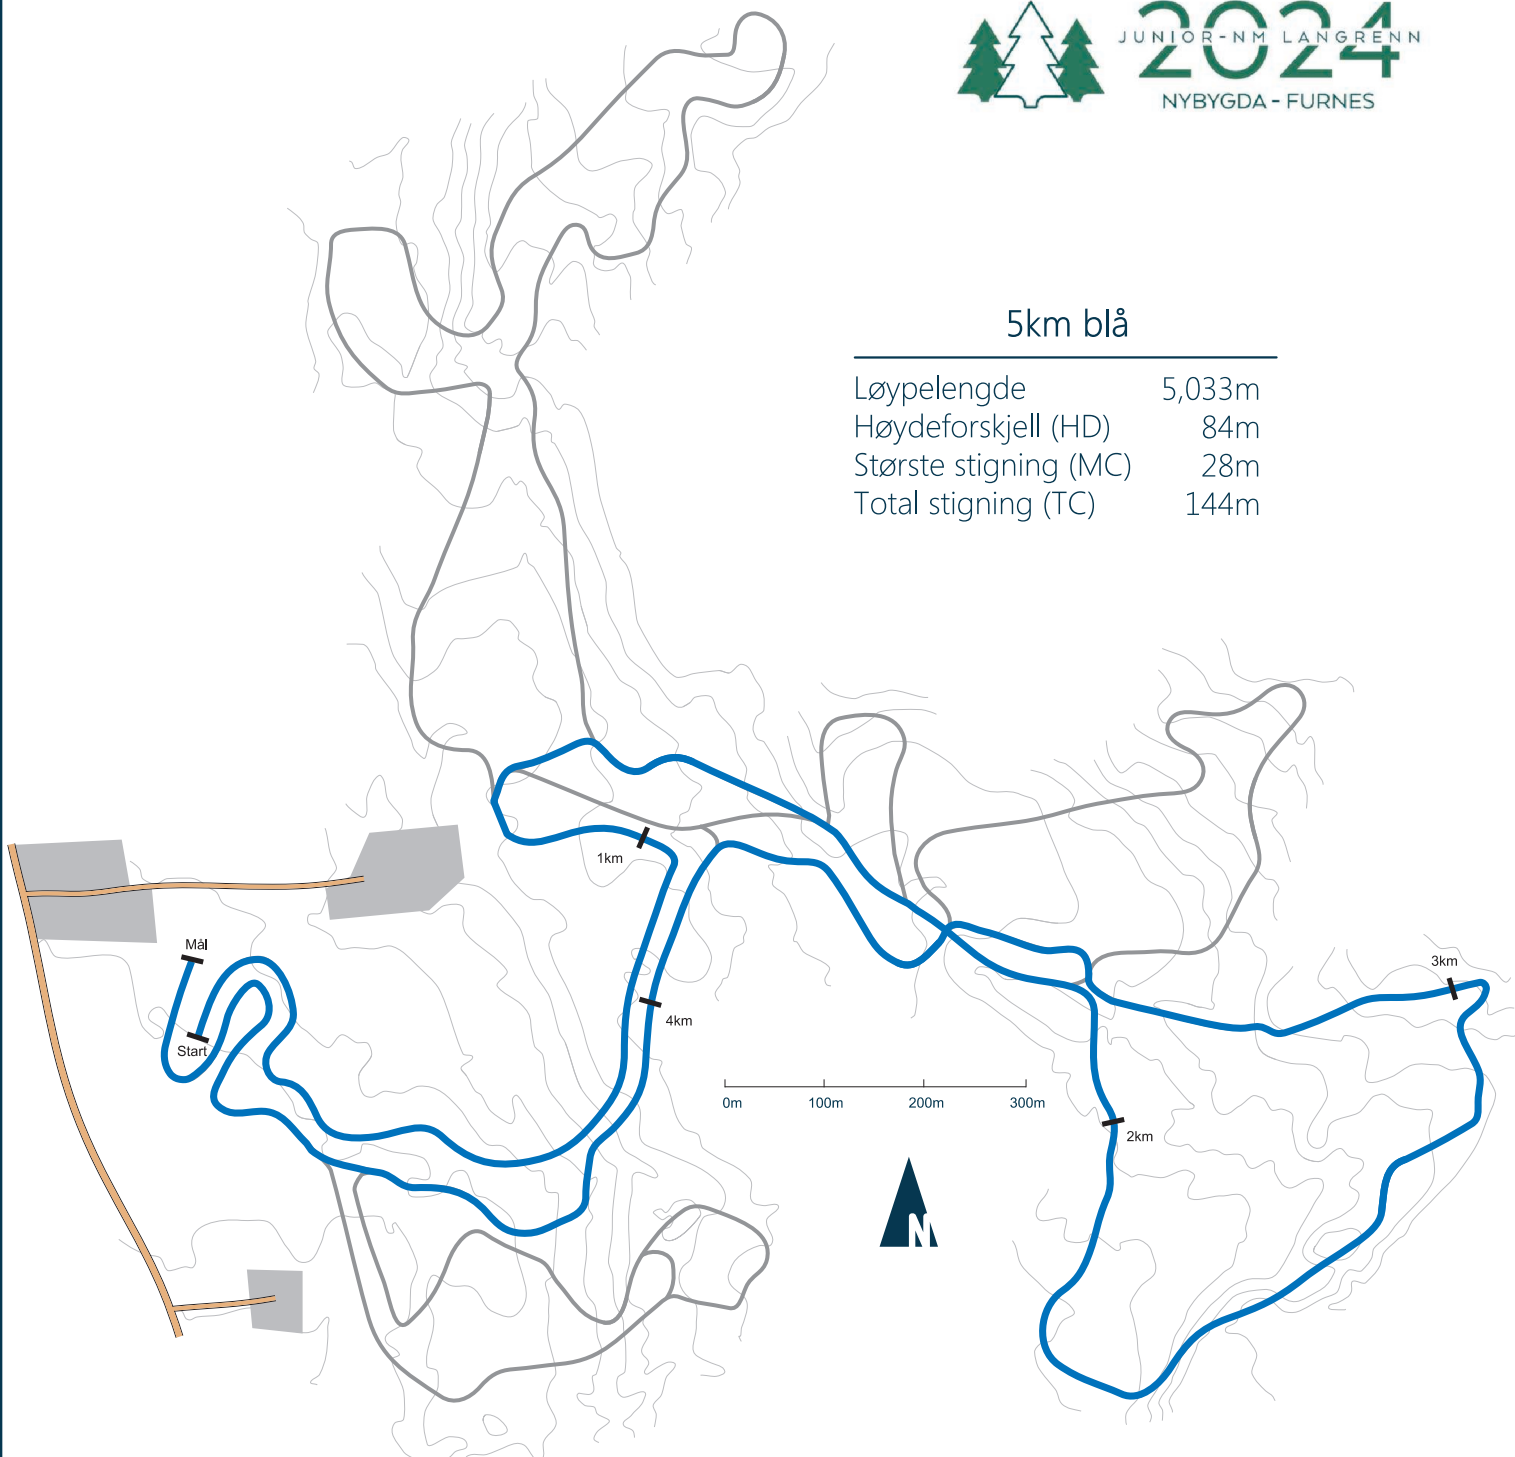 2024
JUNIOR-NM LANGRENN
NYBYGDA - FURNES
5km blå
Løypelengde 5,033m
Høydeforskjell (HD) 84m
Største stigning (MC) 28m
Total stigning (TC) 144m
1km
Mål
3km
Start
4km
0m 100m 200m 300m
2km
N